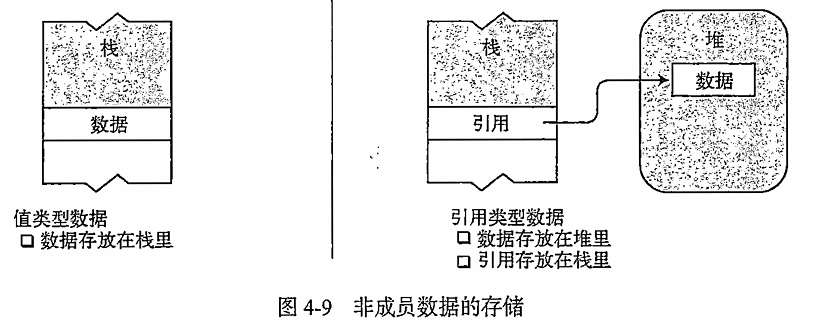 栈
数据
值类型数据
数据存放在栈里
栈
引用
堆
数据
引用类型数据
数据存放在堆里
引用存放在栈里
图 4-9 非成员数据的存储